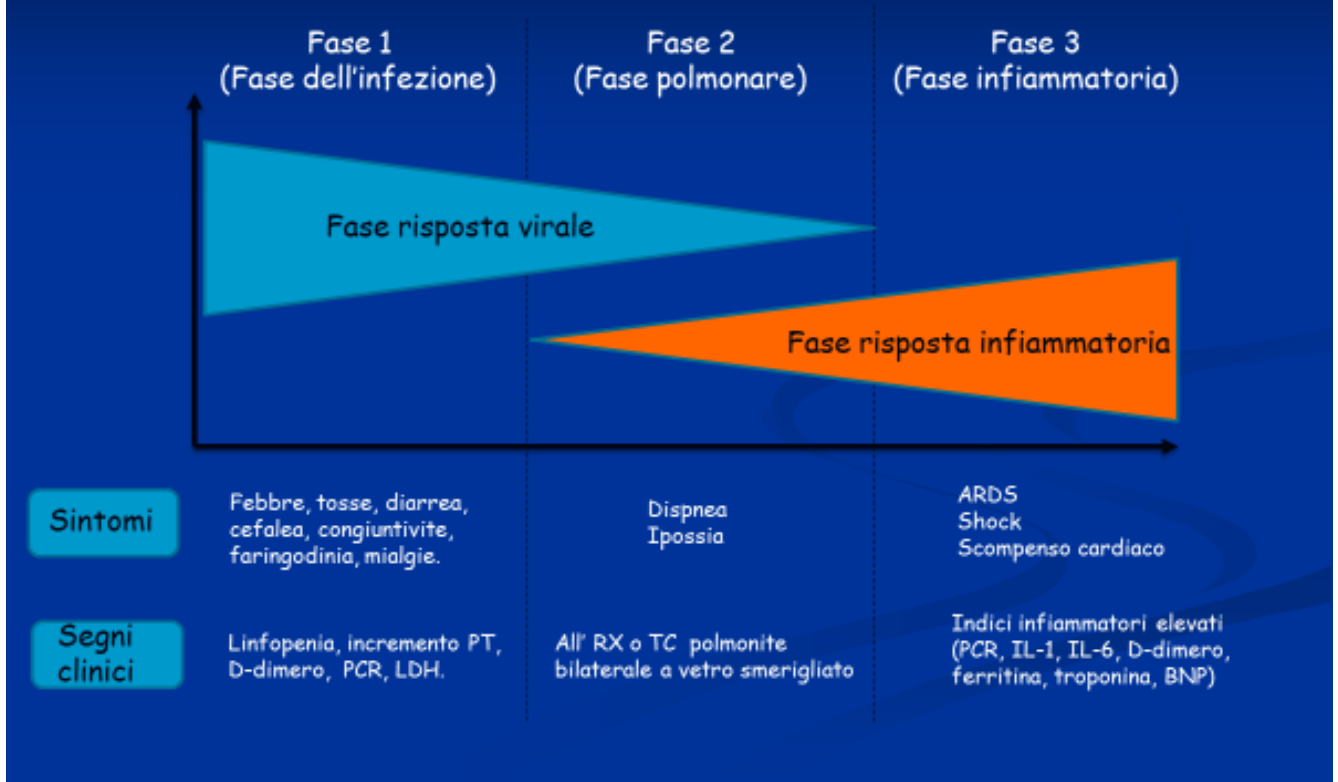 Fase 1
(Fase dell'infezione)
Fase 2
(Fase polmonare)
Fase 3
(Fase infiammatoria)
Fase risposta virale
Fase risposta infiammatoria
Sintomi
Febbre, tosse, diarrea,
cefalea, congiuntivite,
faringodinia, mialgie.
Dispnea
Ipossia
ARDS
Shock
Scompenso cardiaco
Segni
clinici
Linfopenia, incremento PT,
D-dimero, PCR, LDH.
All' RX o TC polmonite
bilaterale a vetro smerigliato
Indici infiammatori elevati
(PCR, IL-1, IL-6, D-dimero,
ferritina, troponina, BNP)